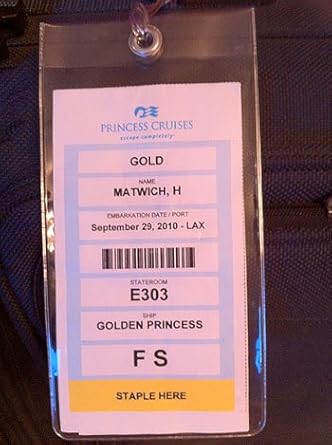 PRINCESS CRUISES
escape completely
GOLD
NAME
MATWICH, H
EMBARKATION DATE / PORT
September 29, 2010 - LAX
STATEROOM
E303
SHIP
GOLDEN PRINCESS
F S
STAPLE HERE